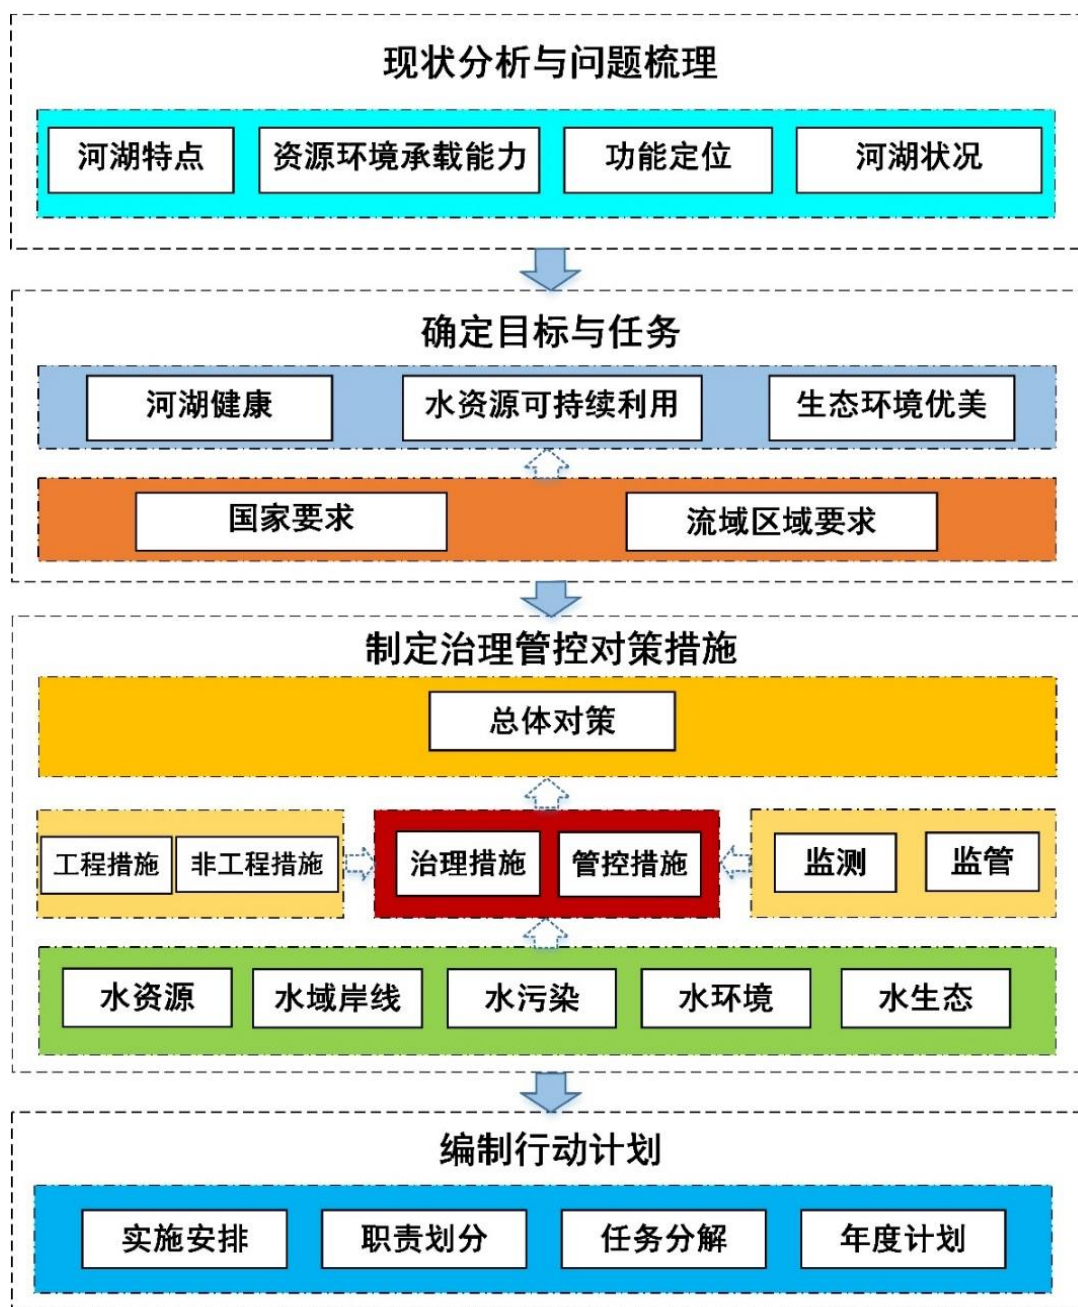 现状分析与问题梳理
河湖特点 资源环境承载能力 功能定位 河湖状况
确定目标与任务
河湖健康 水资源可持续利用 生态环境优美
国家要求 流域区域要求
制定治理管控对策措施
总体对策
工程措施 非工程措施 治理措施 管控措施 监测 监管
水资源 水域岸线 水污染 水环境 水生态
编制行动计划
实施安排 职责划分 任务分解 年度计划